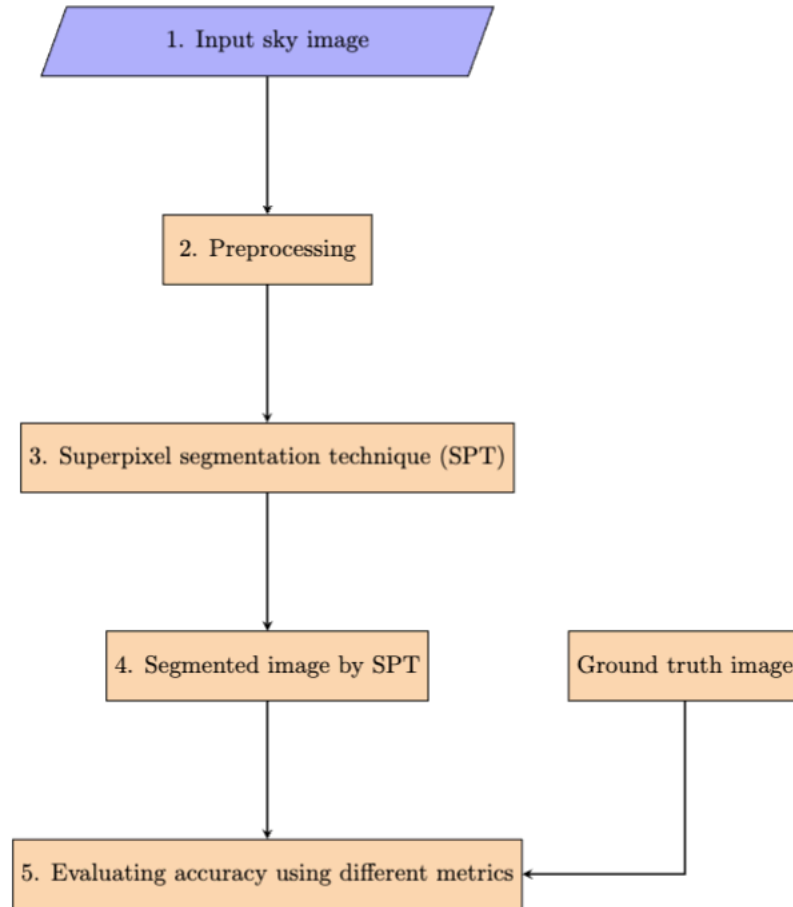 1. Input sky image
2. Preprocessing
3. Superpixel segmentation technique (SPT)
4. Segmented image by SPT
Ground truth image
5. Evaluating accuracy using different metrics